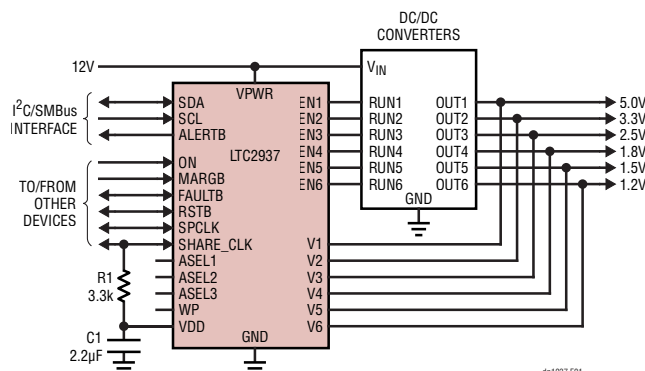 DC/DC
CONVERTERS
12V
VIN
VPWR
I2C/SMBus
INTERFACE
SDA
SCL
ALERTB
LTC2937
EN1
EN2
EN3
EN4
EN5
EN6
RUN1
RUN2
RUN3
RUN4
RUN5
RUN6
OUT1
OUT2
OUT3
OUT4
OUT5
OUT6
GND
5.0V
3.3V
2.5V
1.8V
1.5V
1.2V
TO/FROM
OTHER
DEVICES
ON
MARGB
FAULTB
RSTB
SPCLK
SHARE_CLK
ASEL1
ASEL2
ASEL3
WP
VDD
V1
V2
V3
V4
V5
V6
GND
R1
3.3k
C1
2.2µF